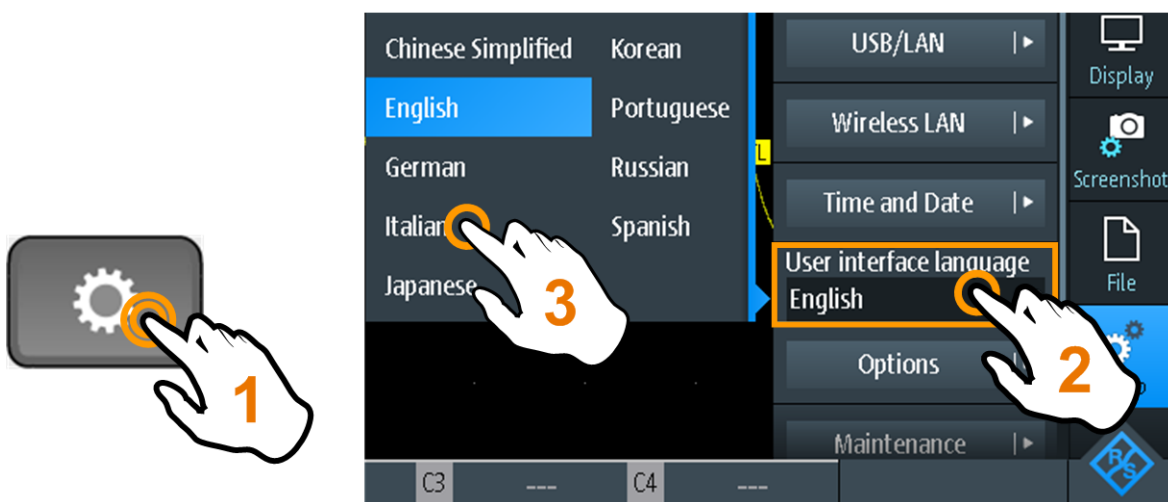 1
Chinese Simplified
English
German
Italian
Japanese
Korean
Portuguese
Russian
Spanish
3
USB/LAN
Wireless LAN
Time and Date
User interface language
English
Options
Maintenance
2
Display
Screenshot
File
C3 ---
C4 ---
R/S